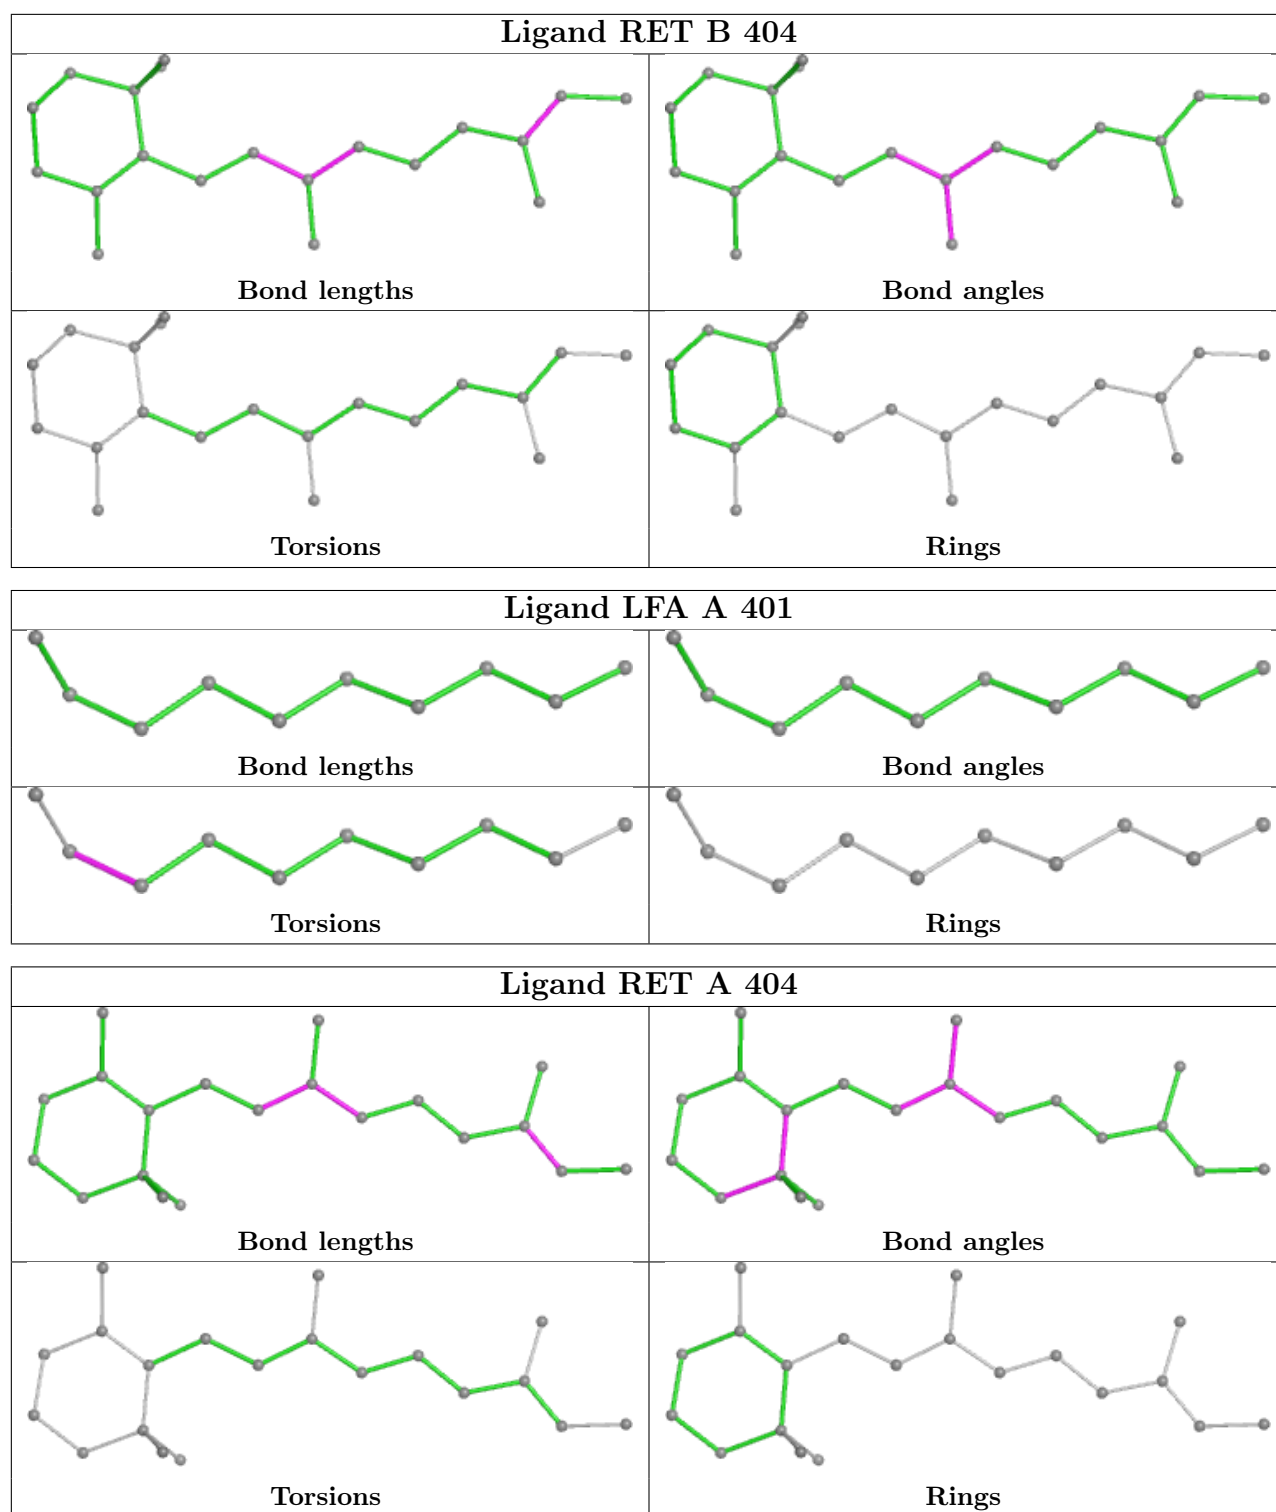 Ligand RET B 404
Bond lengths
Bond angles
Torsions
Rings
Ligand LFA A 401
Bond lengths
Bond angles
Torsions
Rings
Ligand RET A 404
Bond lengths
Bond angles
Torsions
Rings